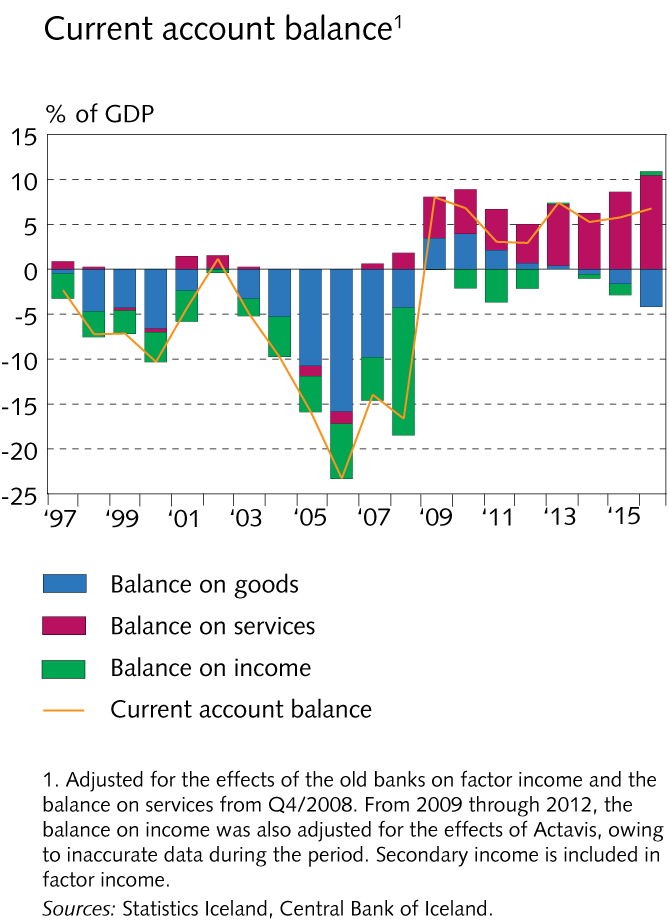 Current account balance1
% of GDP
15
10
5
0
-5
-10
-15
-20
-25
‘97 ‘99 ‘01 ‘03 ‘05 ‘07 ‘09 ‘11 ‘13 ‘15
Balance on goods
Balance on services
Balance on income
Current account balance
1. Adjusted for the effects of the old banks on factor income and the
balance on services from Q4/2008. From 2009 through 2012, the
balance on income was also adjusted for the effects of Actavis, owing
to inaccurate data during the period. Secondary income is included in
factor income.
Sources: Statistics Iceland, Central Bank of Iceland.